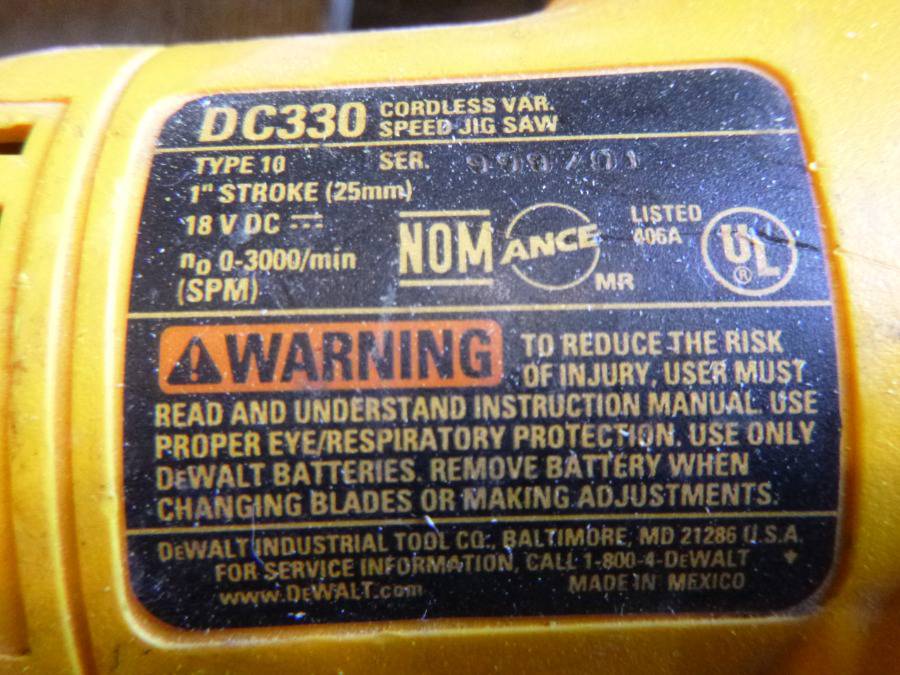 DC330 CORDLESS VAR. SPEED JIG SAW
TYPE 10 SER.
1" STROKE (25mm)
18 V DC
n₀ 0-3000/min
(SPM)
NOM
ANCE
MR
LISTED
406A
UL
®
WARNING TO REDUCE THE RISK
OF INJURY, USER MUST
READ AND UNDERSTAND INSTRUCTION MANUAL. USE
PROPER EYE/RESPIRATORY PROTECTION. USE ONLY
DEWALT BATTERIES. REMOVE BATTERY WHEN
CHANGING BLADES OR MAKING ADJUSTMENTS.
DEWALT INDUSTRIAL TOOL CO., BALTIMORE, MD 21286 U.S.A.
FOR SERVICE INFORMATION, CALL 1-800-4-DEWALT
www.DEWALT.com MADE IN MEXICO